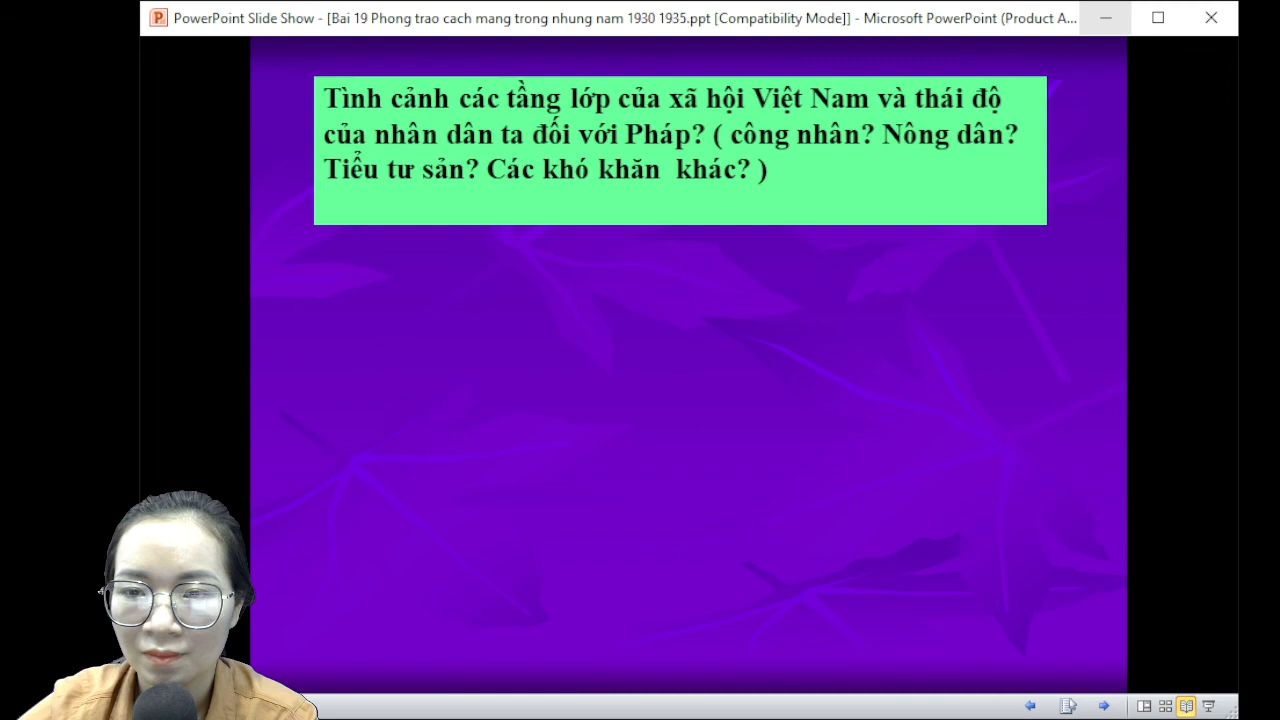 PowerPoint Slide Show - [Bai 19 Phong trao cach mang trong nhung nam 1930 1935.ppt [Compatibility Mode]] - Microsoft PowerPoint (Product A...
Tình cảnh các tầng lớp của xã hội Việt Nam và thái độ
của nhân dân ta đối với Pháp? ( công nhân? Nông dân?
Tiểu tư sản? Các khó khăn khác? )